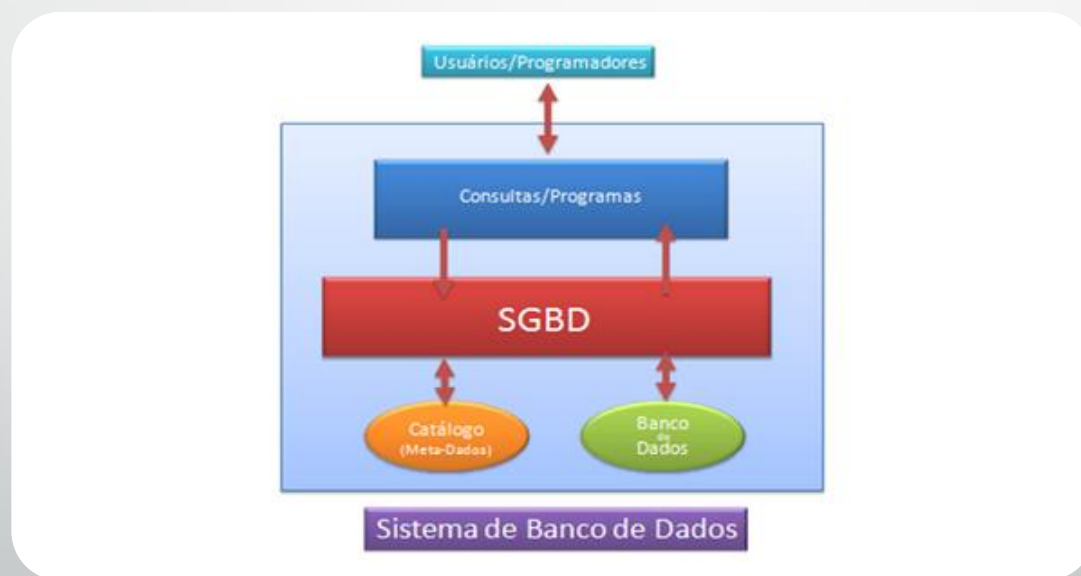 Usuários/Programadores
Consultas/Programas
SGBD
Catálogo
(Meta-Dados)
Banco
de
Dados
Sistema de Banco de Dados